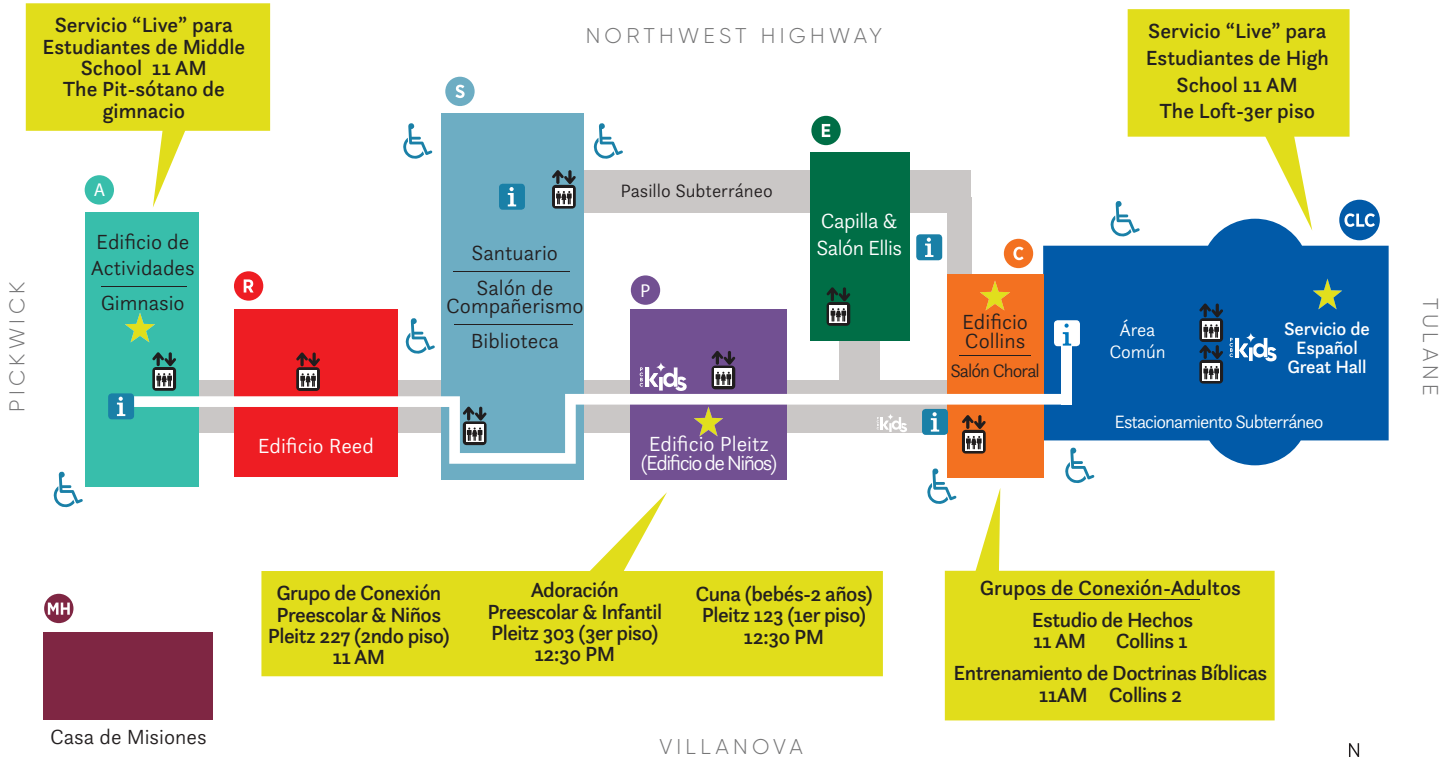 Servicio “Live” para
Estudiantes de Middle
School 11 AM
The Pit-sótano de
gimnacio
NORTHWEST HIGHWAY
Servicio “Live” para
Estudiantes de High
School 11 AM
The Loft-3er piso
S
E
A
Pasillo Subterráneo
CLC
Edificio de
Actividades
Gimnasio
i
Santuario
Salón de
Compañerismo
Biblioteca
Capilla &
Salón Ellis
i
C
R
P
PICKWICK
TULANE
Edificio
Collins
Salón Choral
i
Área
Común
kids
Servicio de
Español
Great Hall
kids
i
Edificio Reed
Edificio Pleitz
(Edificio de Niños)
kids
i
Estacionamiento Subterráneo
Grupo de Conexión
Preescolar & Niños
Pleitz 227 (2ndo piso)
11 AM
Adoración
Preescolar & Infantil
Pleitz 303 (3er piso)
12:30 PM
Cuna (bebés-2 años)
Pleitz 123 (1er piso)
12:30 PM
Grupos de Conexión-Adultos
Estudio de Hechos
11 AM Collins 1
Entrenamiento de Doctrinas Bíblicas
11AM Collins 2
MH
Casa de Misiones
VILLANOVA
N